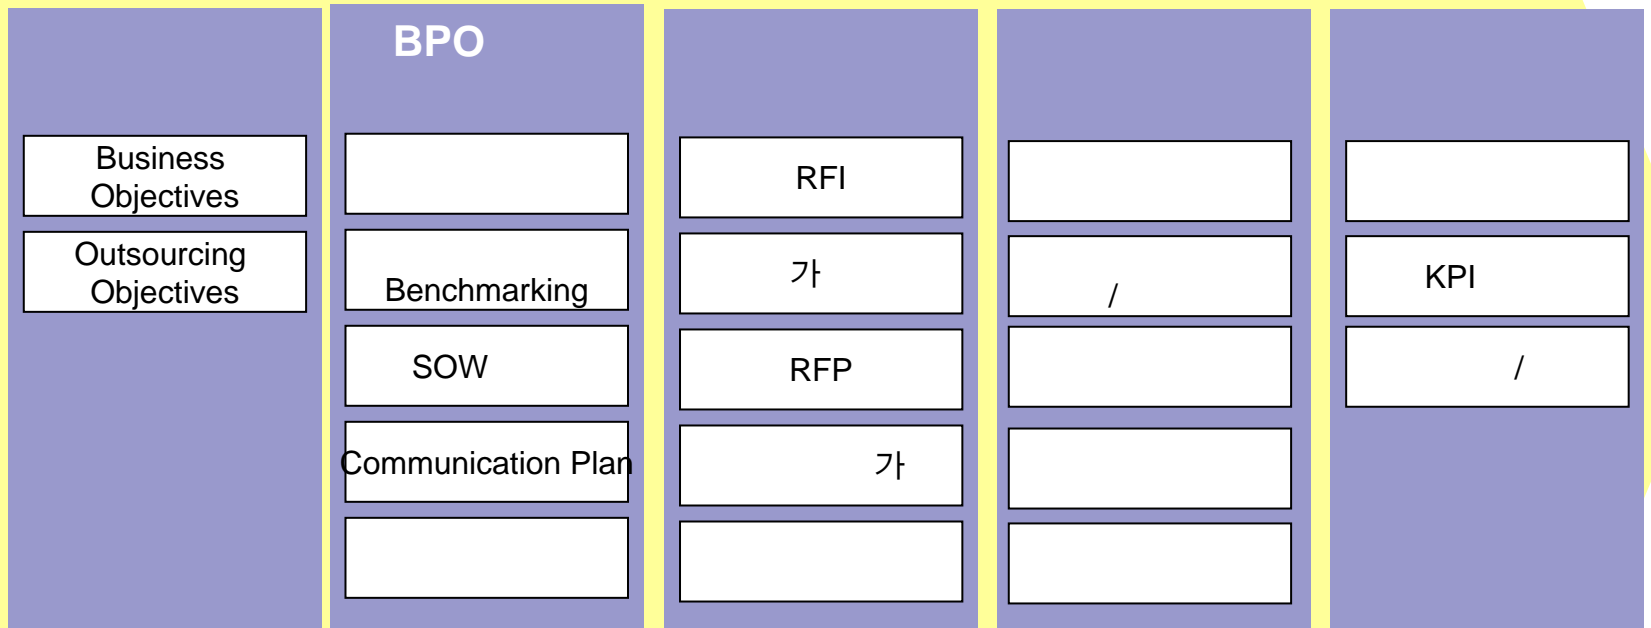 BPO
Business
Objectives
Outsourcing
Objectives
Benchmarking
SOW
Communication Plan
RFI
가
RFP
가
/
KPI
/